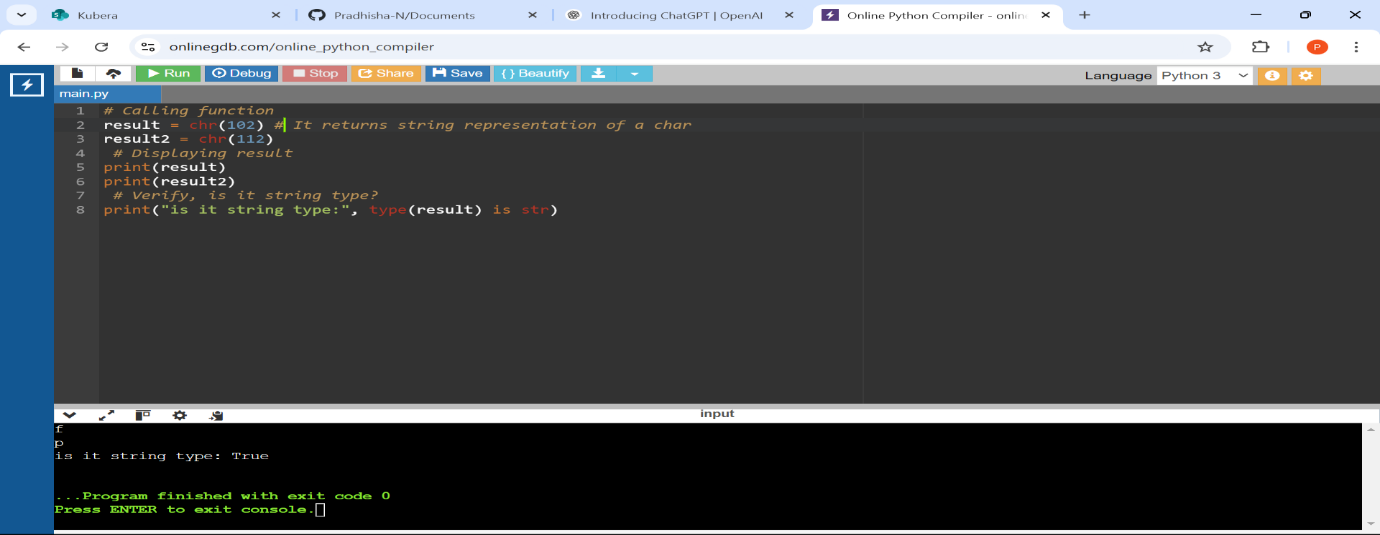 Kubera
Pradhisha-N/Documents
Introducing ChatGPT | OpenAI
Online Python Compiler - onlin
onlinegdb.com/online_python_compiler
P
Run
Debug
Stop
Share
Save
{ } Beautify
Language Python 3
main.py
1 # Calling function
2 result = chr(102) # It returns string representation of a char
3 result2 = chr(112)
4 # Displaying result
5 print(result)
6 print(result2)
7 # Verify, is it string type?
8 print("is it string type:", type(result) is str)
input
f
p
is it string type: True
...Program finished with exit code 0
Press ENTER to exit console.